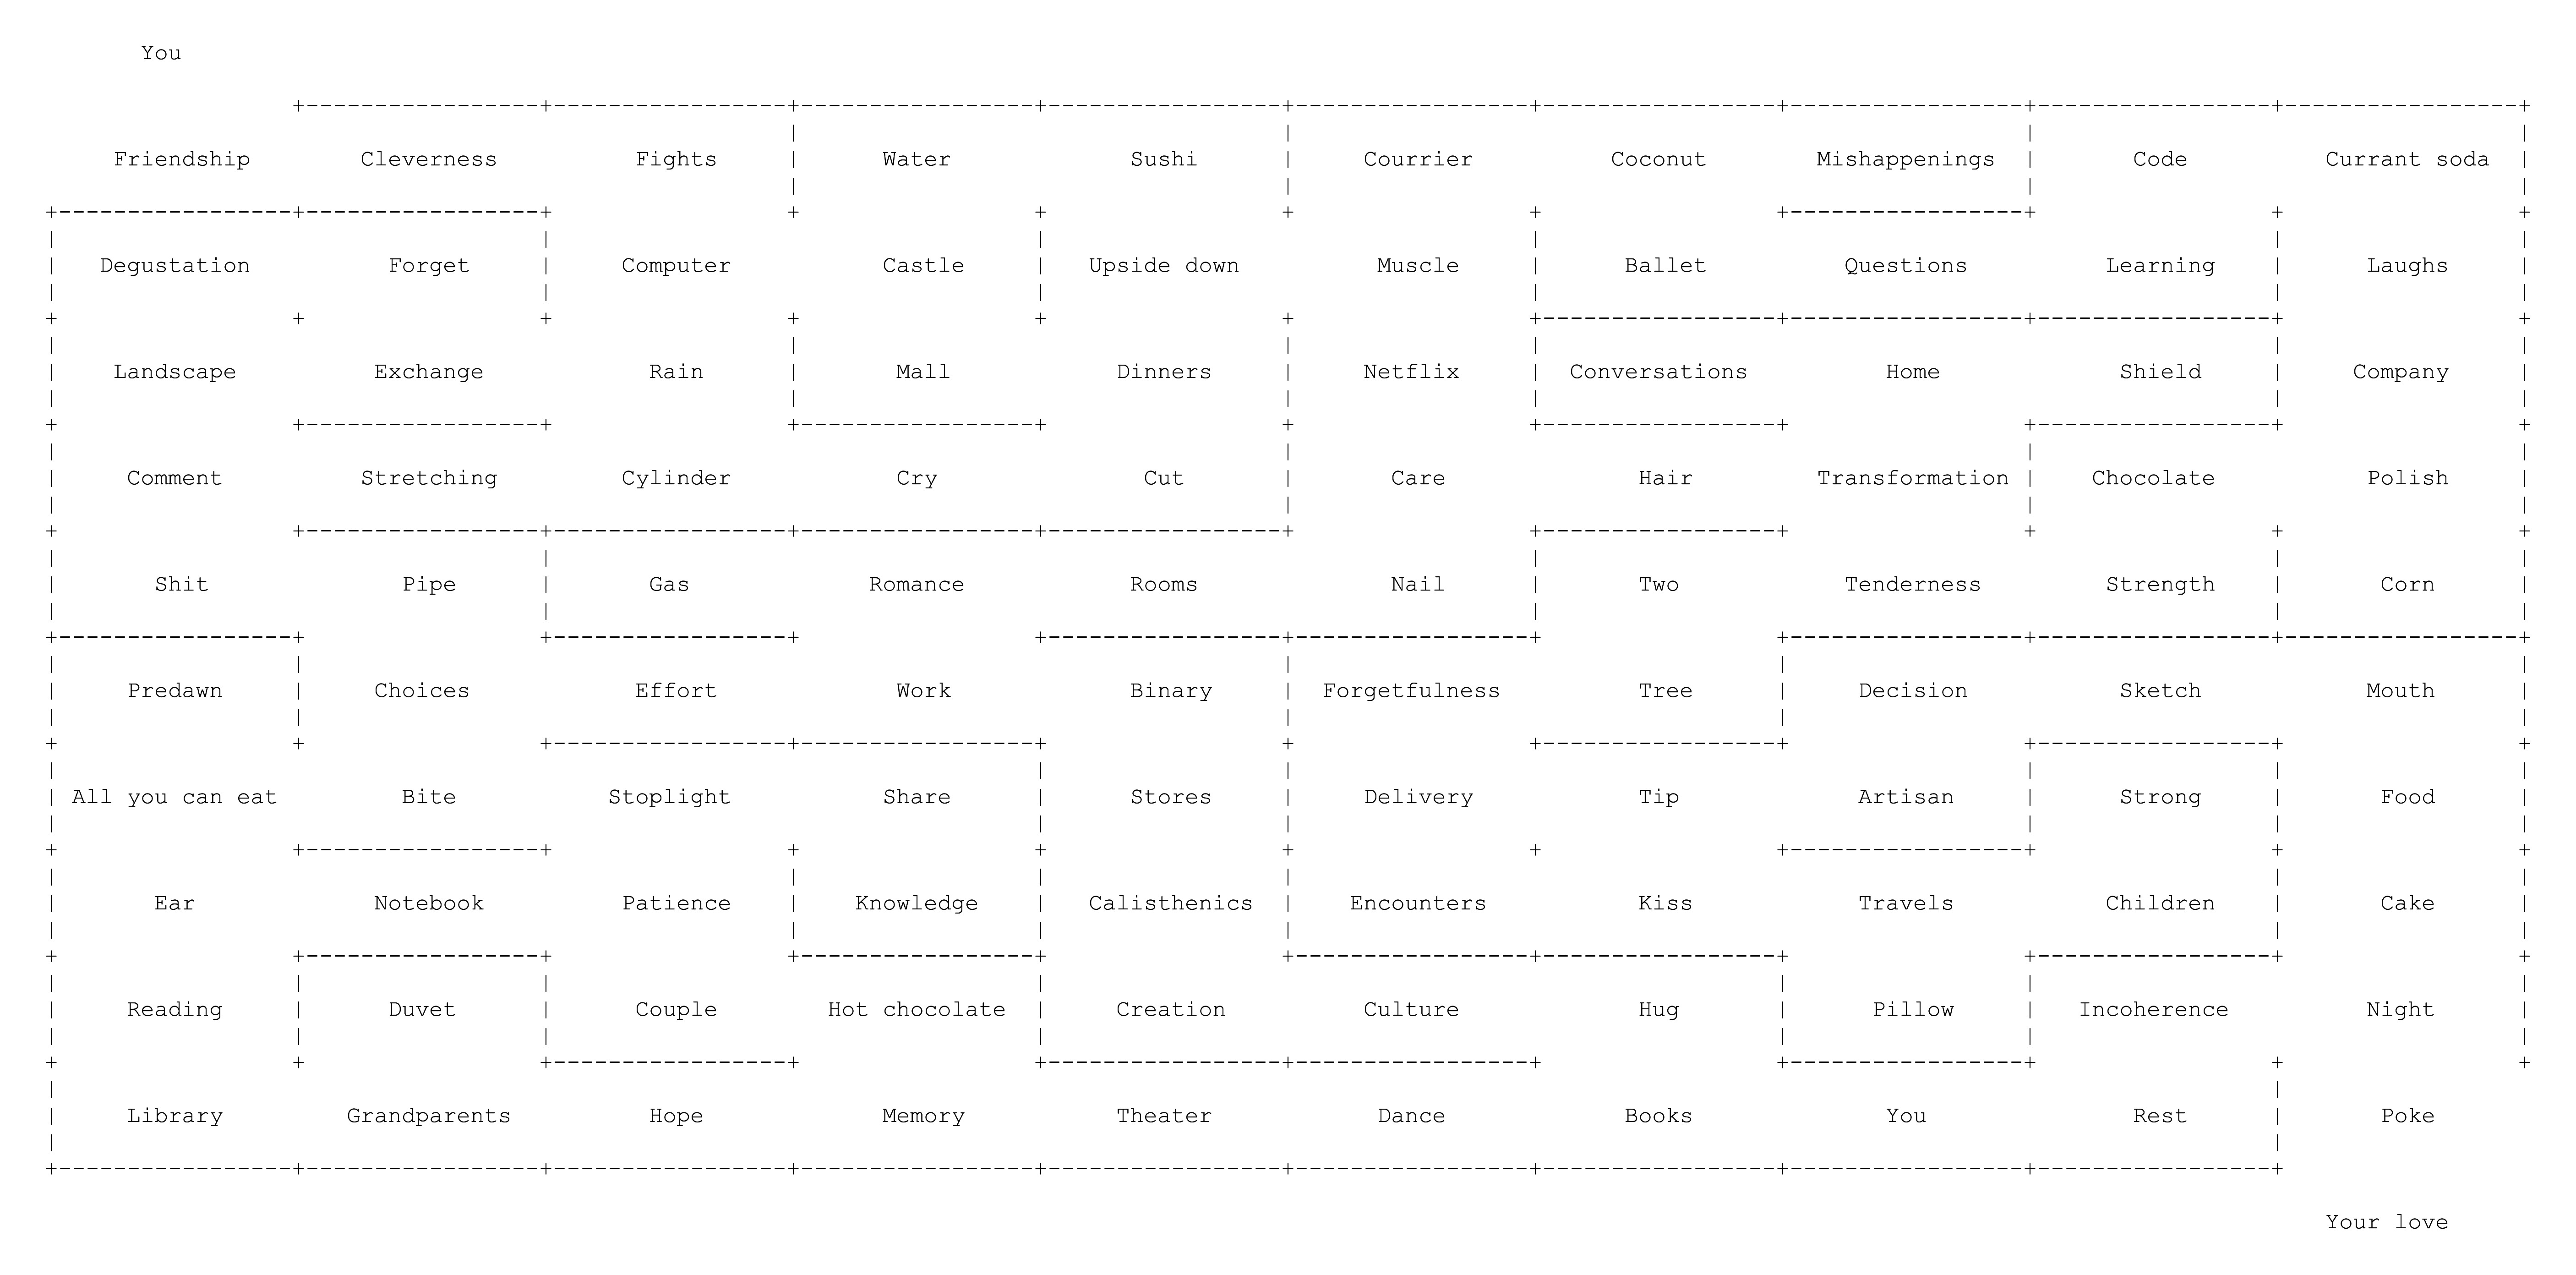 You
Friendship Cleverness Fights Water Sushi Courrier Coconut Mishappenings Code Currant soda
Degustation Forget Computer Castle Upside down Muscle Ballet Questions Learning Laughs
Landscape Exchange Rain Mall Dinners Netflix Conversations Home Shield Company
Comment Stretching Cylinder Cry Cut Care Hair Transformation Chocolate Polish
Shit Pipe Gas Romance Rooms Nail Two Tenderness Strength Corn
Predawn Choices Effort Work Binary Forgetfulness Tree Decision Sketch Mouth
All you can eat Bite Stoplight Share Stores Delivery Tip Artisan Strong Food
Ear Notebook Patience Knowledge Calisthenics Encounters Kiss Travels Children Cake
Reading Duvet Couple Hot chocolate Creation Culture Hug Pillow Incoherence Night
Library Grandparents Hope Memory Theater Dance Books You Rest Poke
Your love